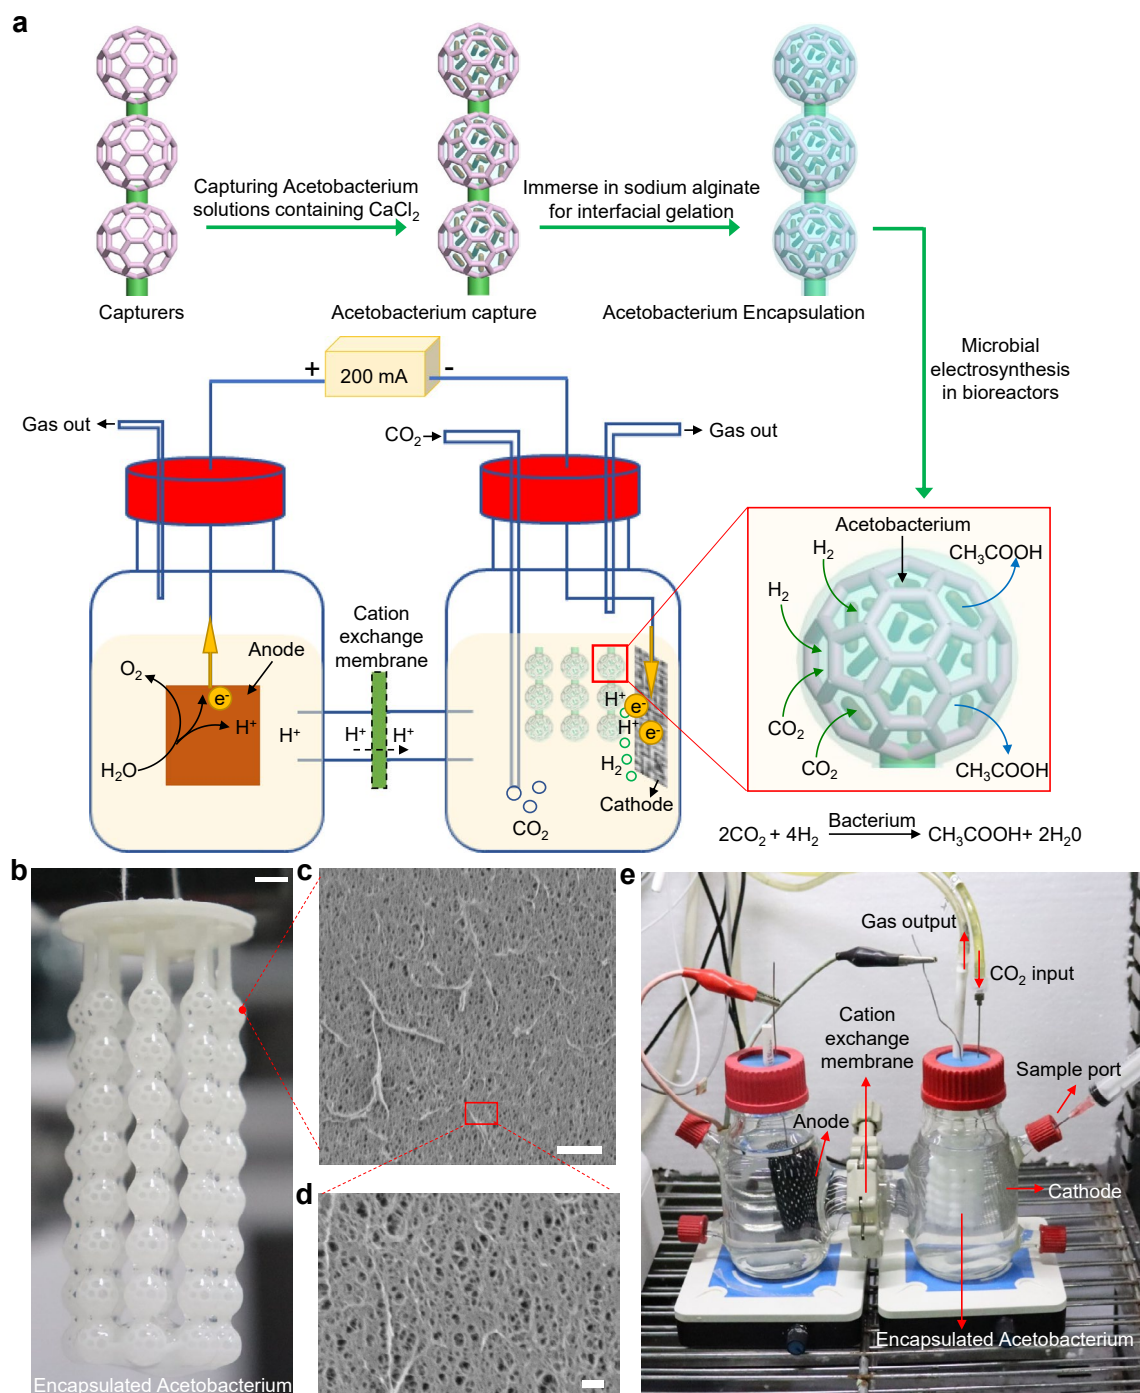 a
Capturing Acetobacterium
solutions containing CaCl₂
Immerse in sodium alginate
for interfacial gelation
Capturers
Acetobacterium capture
Acetobacterium Encapsulation
Microbial
electrosynthesis
in bioreactors
+
200 mA
-
Gas out
CO₂
Gas out
Cation
exchange
membrane
O₂
Anode
e⁻
H⁺
H₂O
H⁺
H⁺
H⁺
H⁺
e⁻
H⁺
e⁻
H₂
Cathode
CO₂
Acetobacterium
H₂
CH₃COOH
H₂
CO₂
CO₂
CH₃COOH
2CO₂ + 4H₂
Bacterium
CH₃COOH+ 2H₂0
b
Encapsulated Acetobacterium
c
d
e
Gas output
CO₂ input
Cation
exchange
membrane
Sample port
Anode
Cathode
Encapsulated Acetobacterium